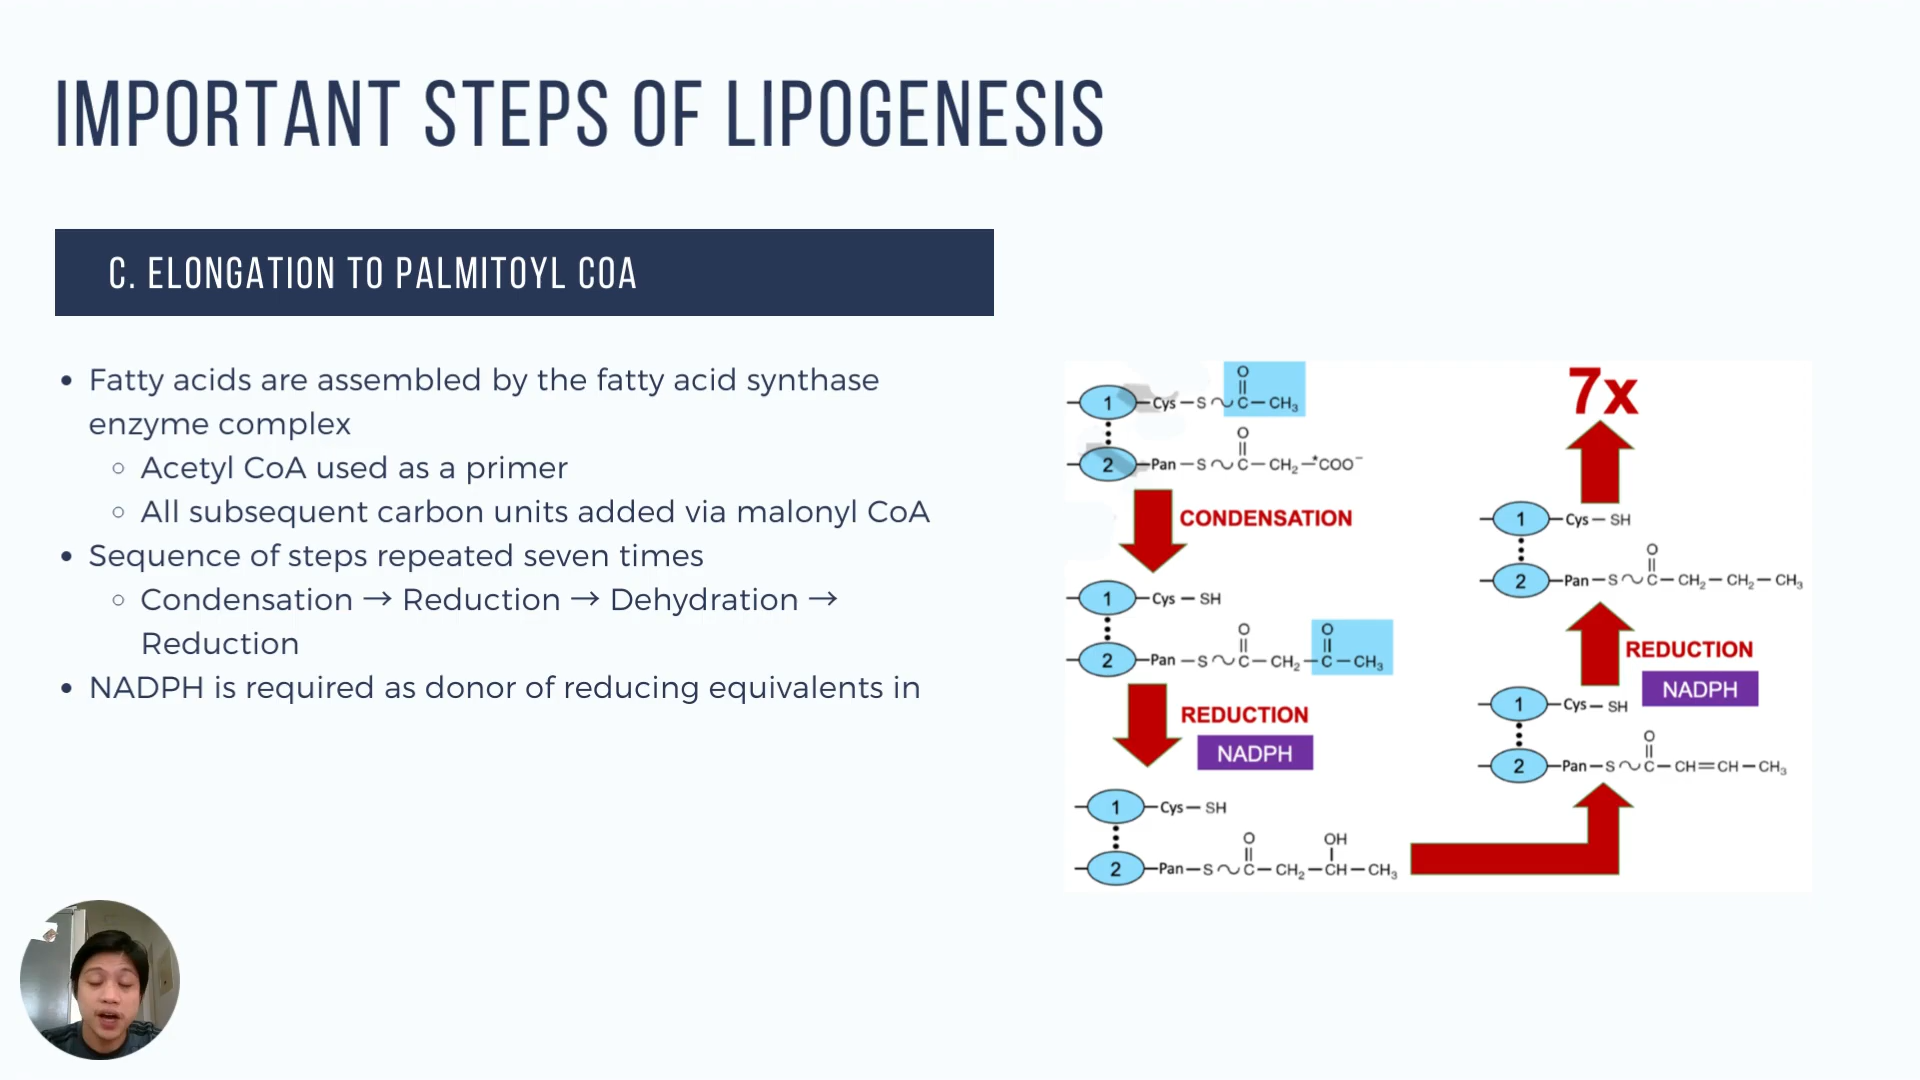 IMPORTANT STEPS OF LIPOGENESIS
C. ELONGATION TO PALMITOYL COA
• Fatty acids are assembled by the fatty acid synthase
enzyme complex
◦ Acetyl CoA used as a primer
◦ All subsequent carbon units added via malonyl CoA
• Sequence of steps repeated seven times
◦ Condensation → Reduction → Dehydration →
Reduction
• NADPH is required as donor of reducing equivalents in
O
1 Cys – S ~ C – CH₃
O
2 Pan – S ~ C – CH₂ – *COO⁻
CONDENSATION
1 Cys – SH
O O
2 Pan – S ~ C – CH₂ – C – CH₃
REDUCTION
NADPH
1 Cys – SH
O OH
2 Pan – S ~ C – CH₂ – CH – CH₃
7x
1 Cys – SH
O
2 Pan – S ~ C – CH₂ – CH₂ – CH₃
REDUCTION
NADPH
1 Cys – SH
O
2 Pan – S ~ C – CH = CH – CH₃